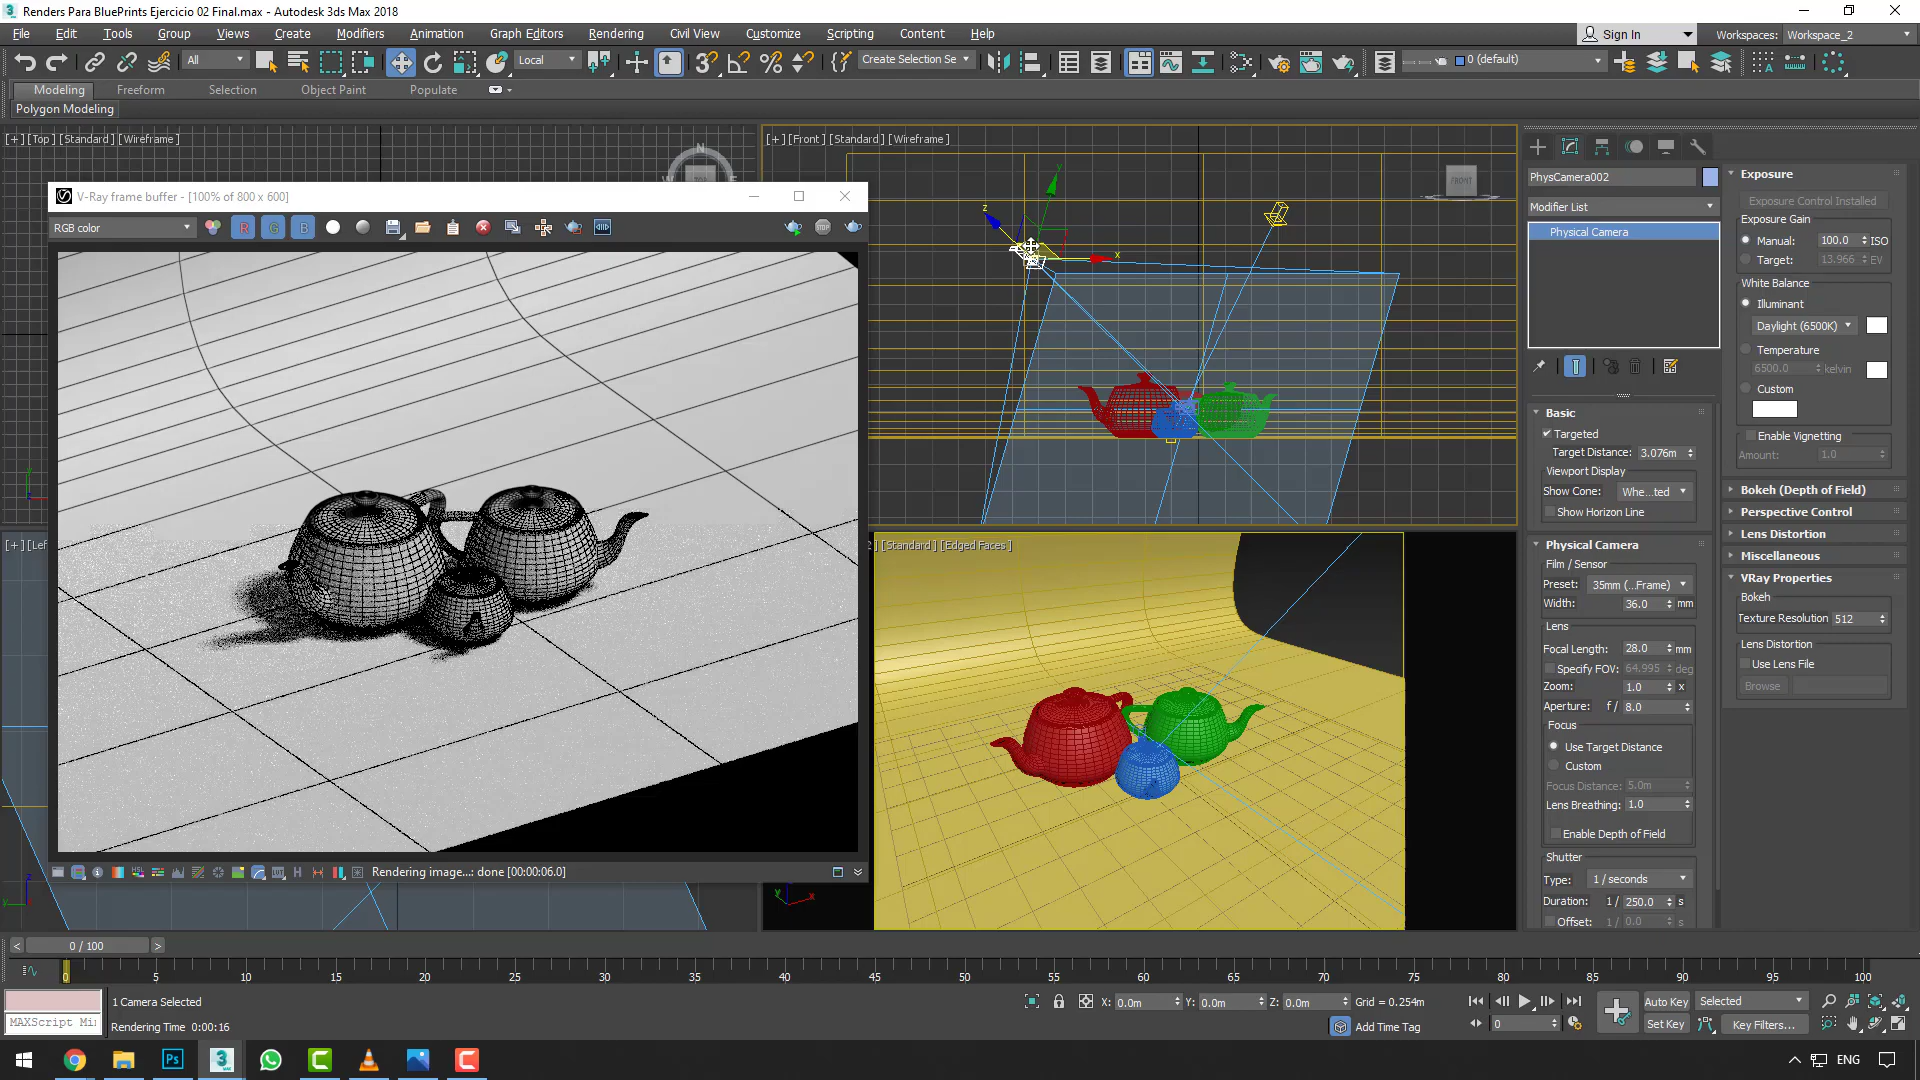 Renders Para BluePrints Ejercicio 02 Final.max - Autodesk 3ds Max 2018
File Edit Tools Group Views Create Modifiers Animation Graph Editors Rendering Civil View Customize Scripting Content Help
Sign In
Workspaces: Workspace_2
All
Local
Create Selection Se
0 (default)
Modeling Freeform Selection Object Paint Populate
Polygon Modeling
[+] [Top] [Standard] [Wireframe]
[+] [Front] [Standard] [Wireframe]
N
FRONT
V-Ray frame buffer - [100% of 800 x 600]
RGB color
R G B
z
y
x
[+] [Lef
] [Standard] [Edged Faces]
Rendering image...: done [00:00:06.0]
PhysCamera002
Modifier List
Physical Camera
Basic
Targeted
Target Distance: 3.076m
Viewport Display
Show Cone: Whe...ted
Show Horizon Line
Physical Camera
Film / Sensor
Preset: 35mm (...Frame)
Width: 36.0 mm
Lens
Focal Length: 28.0 mm
Specify FOV: 64.995 deg
Zoom: 1.0 x
Aperture: f / 8.0
Focus
Use Target Distance
Custom
Focus Distance: 5.0m
Lens Breathing: 1.0
Enable Depth of Field
Shutter
Type: 1 / seconds
Duration: 1 / 250.0 s
Offset: 1 / 0.0 s
Exposure
Exposure Control Installed
Exposure Gain
Manual: 100.0 ISO
Target: 13.966 EV
White Balance
Illuminant
Daylight (6500K)
Temperature
6500.0 kelvin
Custom
Enable Vignetting
Amount: 1.0
Bokeh (Depth of Field)
Perspective Control
Lens Distortion
Miscellaneous
VRay Properties
Bokeh
Texture Resolution 512
Lens Distortion
Use Lens File
Browse
< 0 / 100 >
0 5 10 15 20 25 30 35 40 45 50 55 60 65 70 75 80 85 90 95 100
1 Camera Selected
X: 0.0m Y: 0.0m Z: 0.0m Grid = 0.254m
Auto Key Selected
MAXScript Mi
Rendering Time 0:00:16
Add Time Tag
0
Set Key Key Filters...
Ps
3
ENG